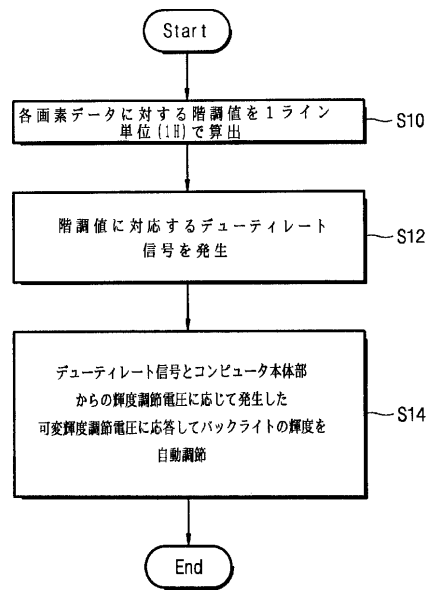 Start
各画素データに対する階調値を1ライン
単位(1H)で算出
S10
階調値に対応するデューティレート
信号を発生
S12
デューティレート信号とコンピュータ本体部
からの輝度調節電圧に応じて発生した
可変輝度調節電圧に応答してバックライトの輝度を
自動調節
S14
End